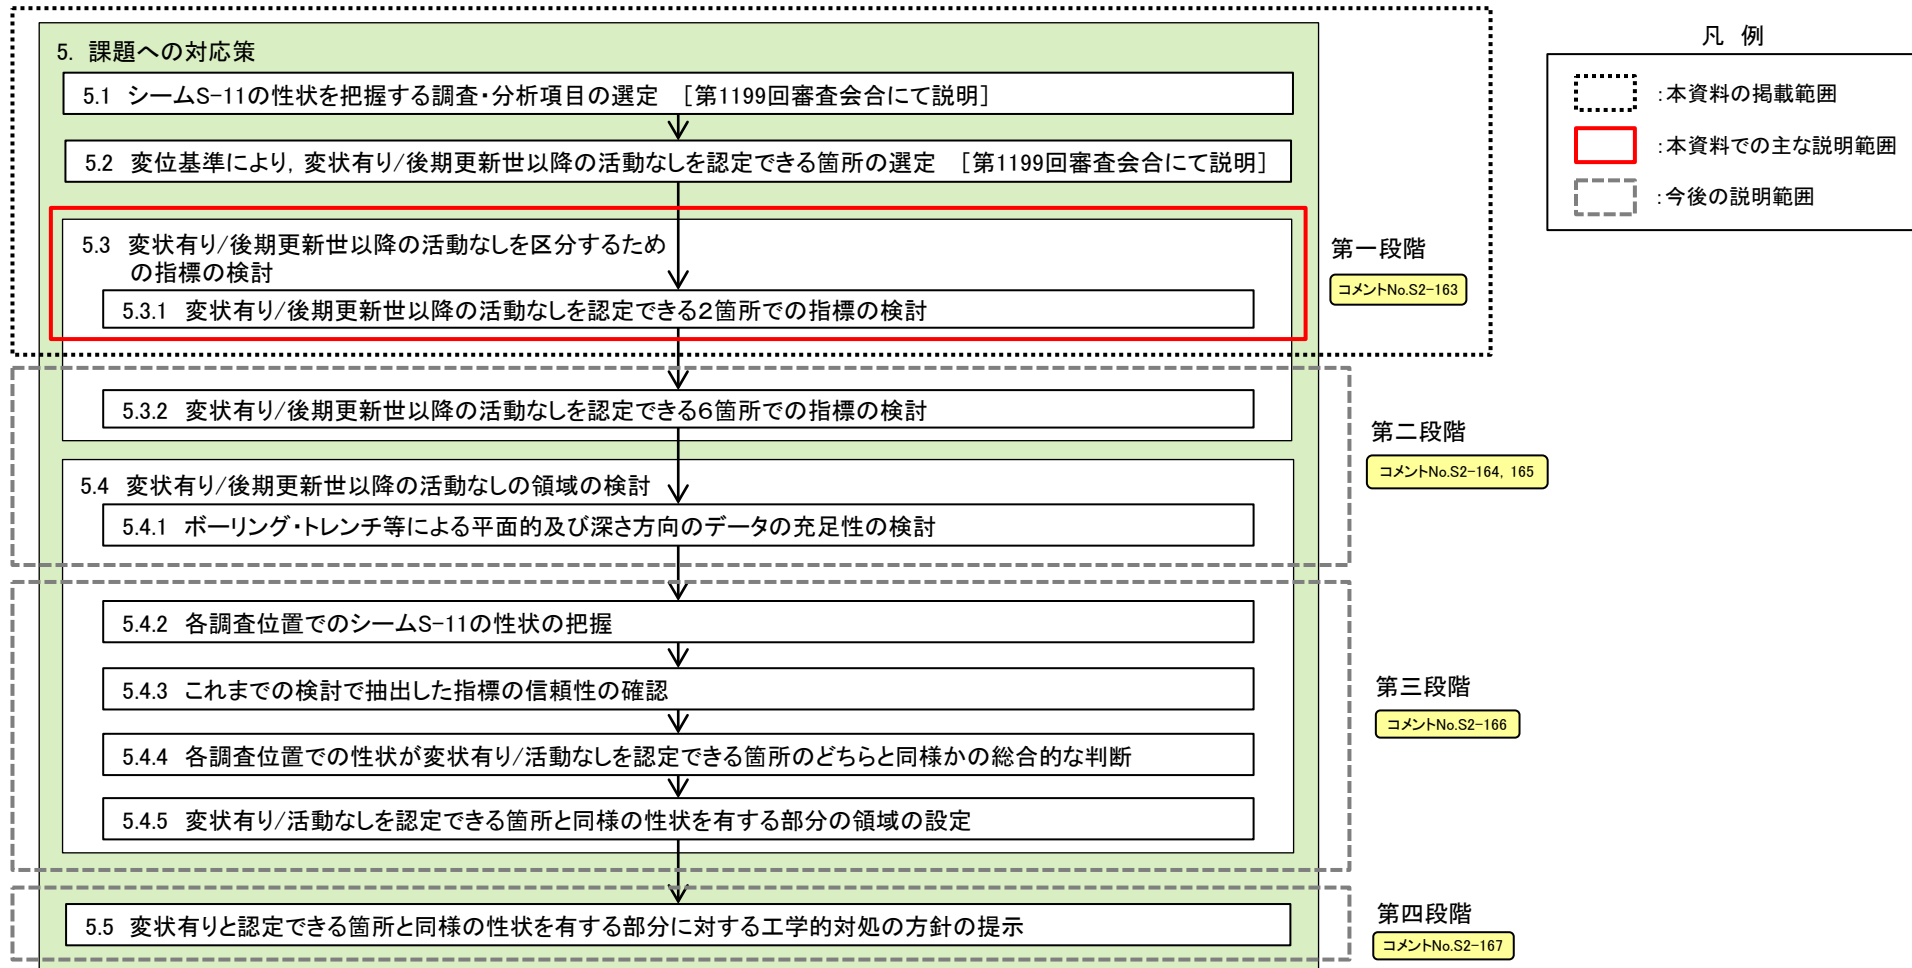 5. 課題への対応策
5.1 シームS-11の性状を把握する調査・分析項目の選定 [第1199回審査会合にて説明]
5.2 変位基準により，変状有り/後期更新世以降の活動なしを認定できる箇所の選定 [第1199回審査会合にて説明]
5.3 変状有り/後期更新世以降の活動なしを区分するため
の指標の検討
5.3.1 変状有り/後期更新世以降の活動なしを認定できる2箇所での指標の検討
第一段階
コメントNo.S2-163
5.3.2 変状有り/後期更新世以降の活動なしを認定できる6箇所での指標の検討
5.4 変状有り/後期更新世以降の活動なしの領域の検討
5.4.1 ボーリング・トレンチ等による平面的及び深さ方向のデータの充足性の検討
第二段階
コメントNo.S2-164, 165
5.4.2 各調査位置でのシームS-11の性状の把握
5.4.3 これまでの検討で抽出した指標の信頼性の確認
5.4.4 各調査位置での性状が変状有り/活動なしを認定できる箇所のどちらと同様かの総合的な判断
5.4.5 変状有り/活動なしを認定できる箇所と同様の性状を有する部分の領域の設定
第三段階
コメントNo.S2-166
5.5 変状有りと認定できる箇所と同様の性状を有する部分に対する工学的対処の方針の提示
第四段階
コメントNo.S2-167
凡 例
:本資料の掲載範囲
:本資料での主な説明範囲
:今後の説明範囲